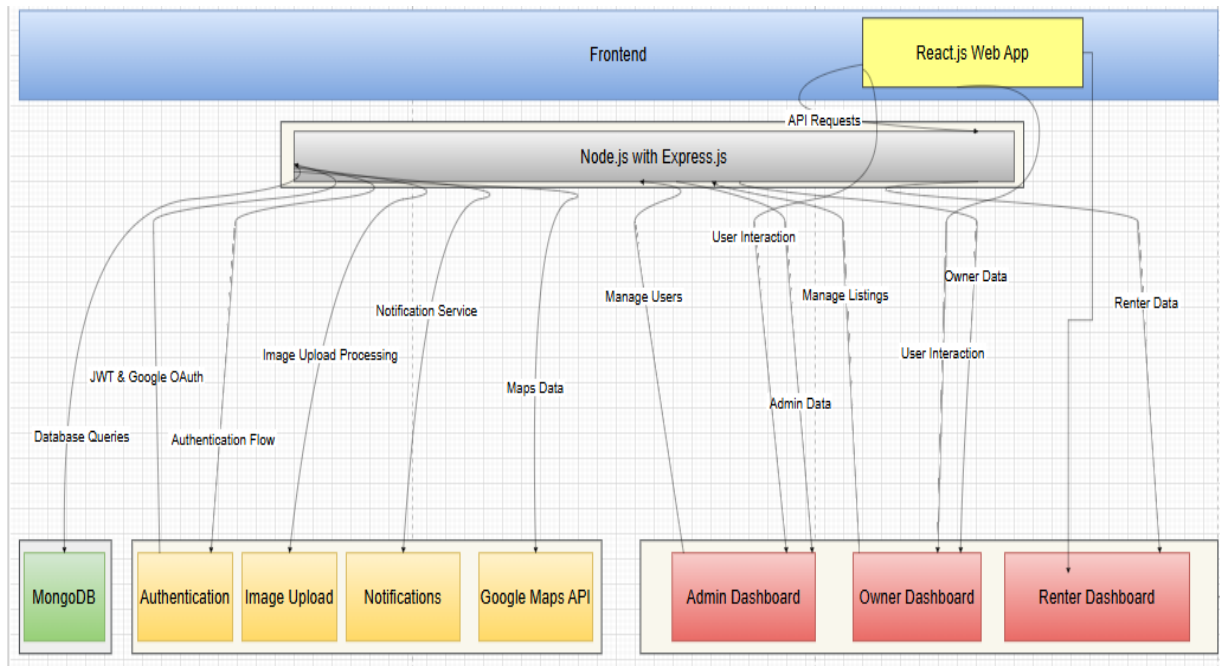 Frontend
React.js Web App
API Requests
Node.js with Express.js
User Interaction
Owner Data
Manage Users
Manage Listings
Renter Data
Notification Service
Image Upload Processing
User Interaction
JWT & Google OAuth
Maps Data
Admin Data
Database Queries
Authentication Flow
MongoDB
Authentication
Image Upload
Notifications
Google Maps API
Admin Dashboard
Owner Dashboard
Renter Dashboard